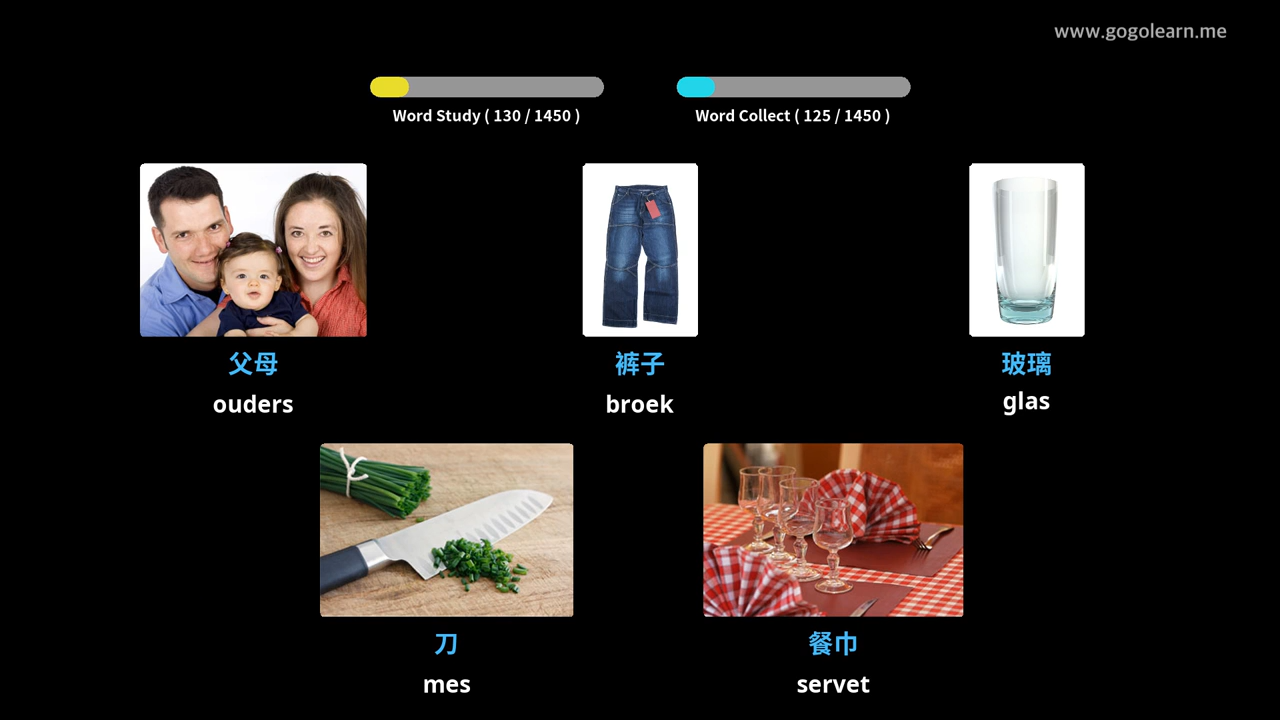 www.gogolearn.me
Word Study ( 130 / 1450 )
Word Collect ( 125 / 1450 )
父母
裤子
玻璃
ouders
broek
glas
刀
餐巾
mes
servet